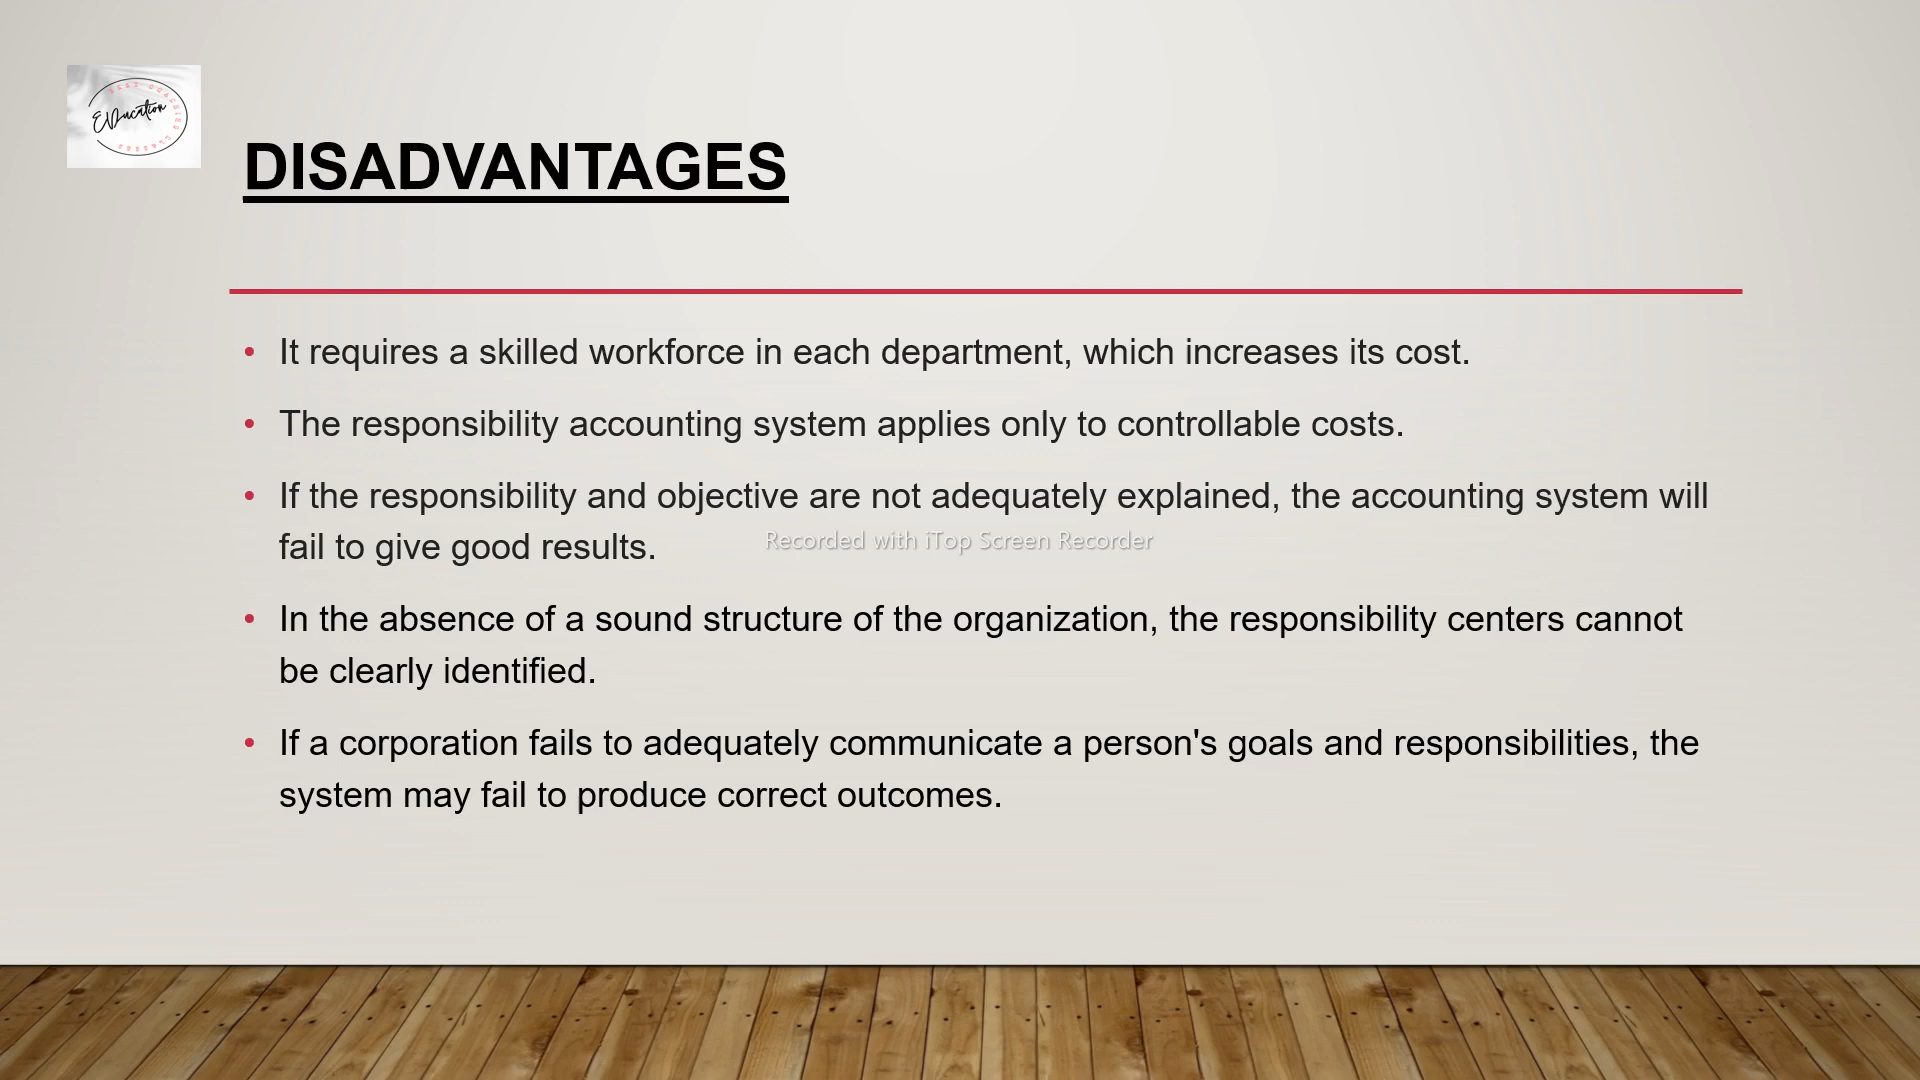 EDucation
DISADVANTAGES
• It requires a skilled workforce in each department, which increases its cost.
• The responsibility accounting system applies only to controllable costs.
• If the responsibility and objective are not adequately explained, the accounting system will
fail to give good results.
Recorded with iTop Screen Recorder
• In the absence of a sound structure of the organization, the responsibility centers cannot
be clearly identified.
• If a corporation fails to adequately communicate a person's goals and responsibilities, the
system may fail to produce correct outcomes.